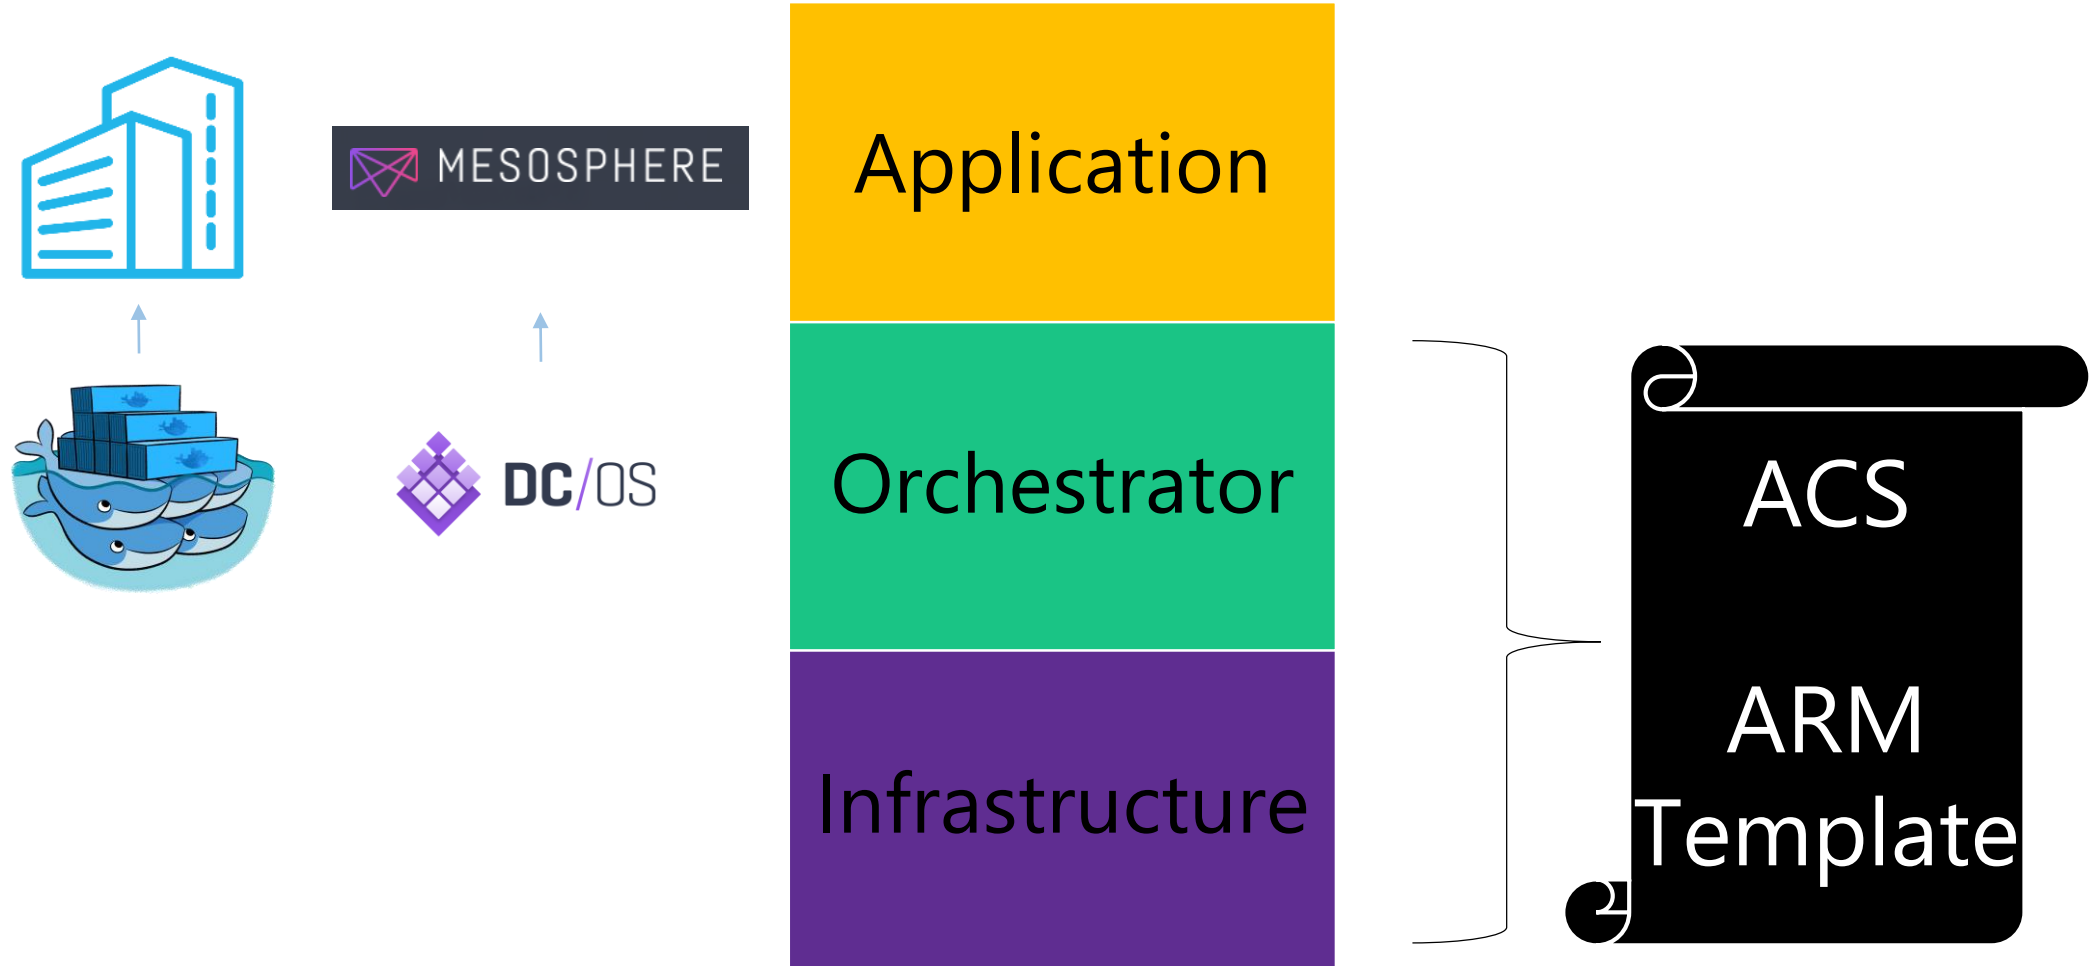 MESOSPHERE
Application
DC/OS
Orchestrator
Infrastructure
ACS
ARM
Template